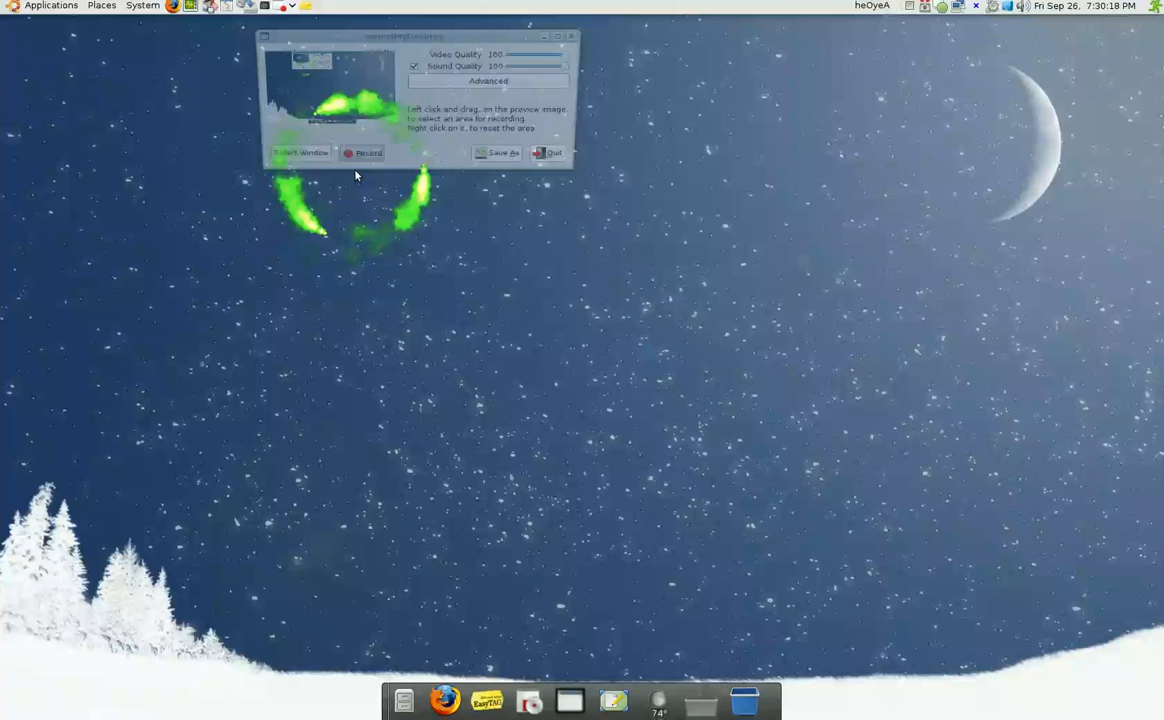 Applications Places System
heOyeA
Fri Sep 26, 7:30:18 PM
Video Quality 100
Sound Quality 100
Advanced
Left click and drag, on the preview image
to select an area for recording.
Right click on it, to reset the area
Select Window
Record
Save As
Quit
EasyTAG
74°